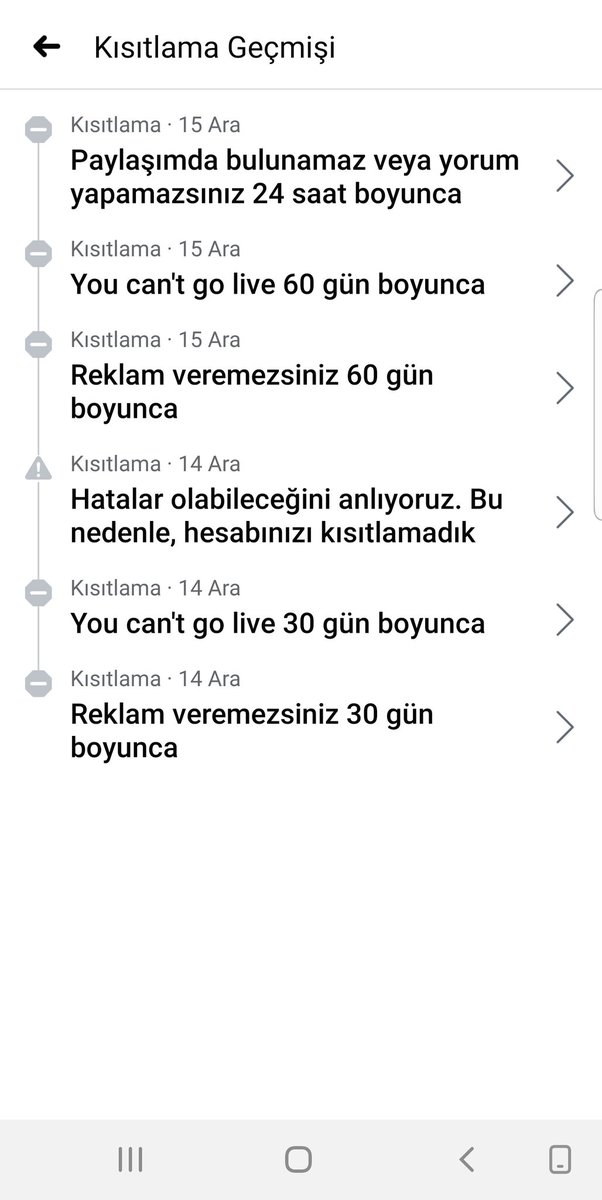 Kısıtlama Geçmişi
Kısıtlama · 15 Ara
Paylaşımda bulunamaz veya yorum
yapamazsınız 24 saat boyunca
Kısıtlama · 15 Ara
You can't go live 60 gün boyunca
Kısıtlama · 15 Ara
Reklam veremezsiniz 60 gün
boyunca
Kısıtlama · 14 Ara
Hatalar olabileceğini anlıyoruz. Bu
nedenle, hesabınızı kısıtlamadık
Kısıtlama · 14 Ara
You can't go live 30 gün boyunca
Kısıtlama · 14 Ara
Reklam veremezsiniz 30 gün
boyunca